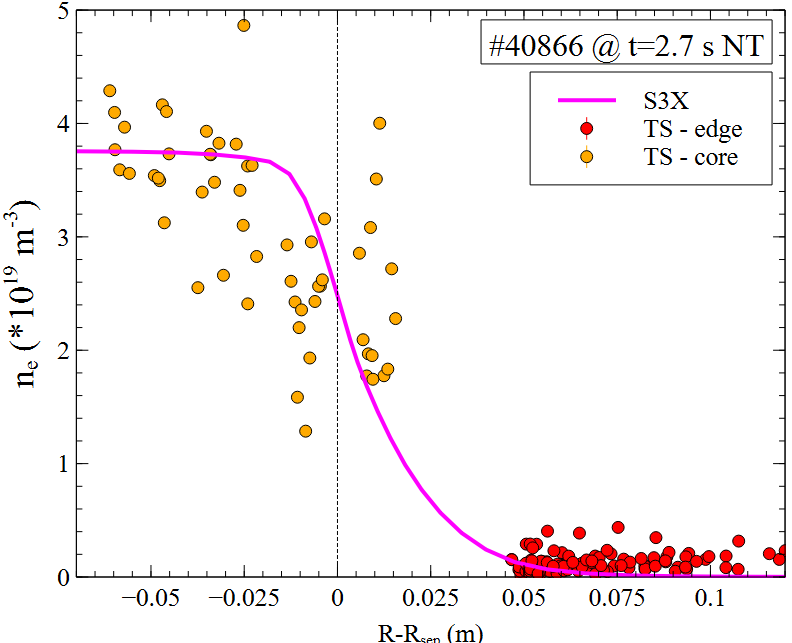 5
#40866 @ t=2.7 s NT
S3X
TS - edge
TS - core
4
3
2
1
0
nₑ (*10¹⁹ m⁻³)
−0.05 −0.025 0 0.025 0.05 0.075 0.1
R-Rₛₑₚ (m)